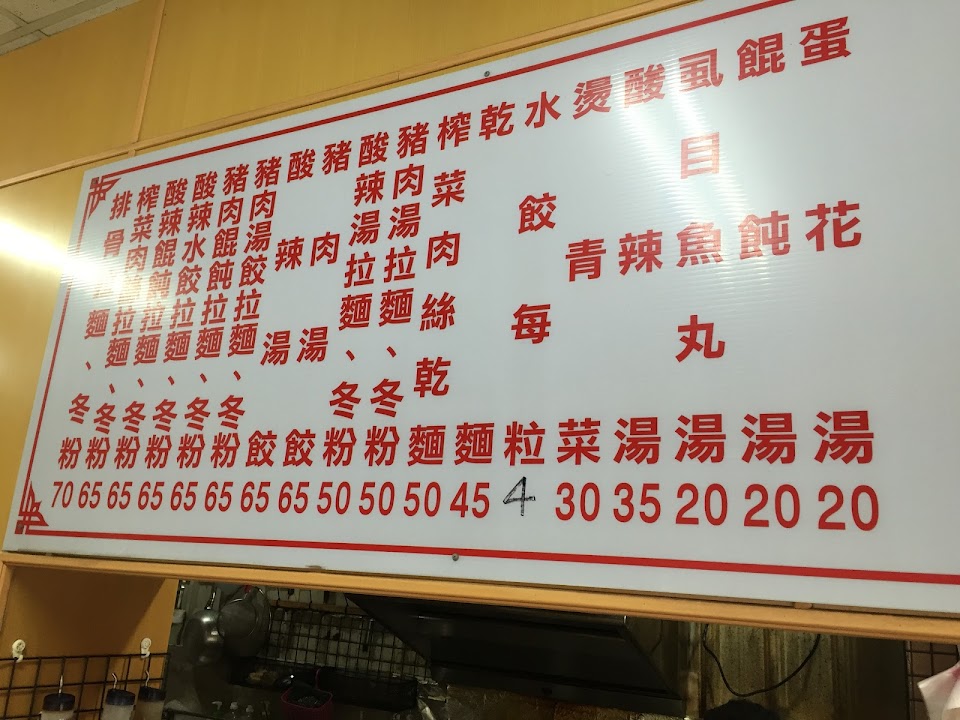 蛋花湯 20
餛飩湯 20
虱目魚丸湯 20
酸辣湯 35
燙青菜 30
水餃每粒 4
乾麵 45
榨菜肉絲乾麵 50
豬肉湯拉麵、冬粉 50
酸辣湯拉麵、冬粉 50
豬肉湯餃 65
酸辣湯餃 65
豬肉湯餃拉麵、冬粉 65
豬肉餛飩拉麵、冬粉 65
酸辣水餃拉麵、冬粉 65
酸辣餛飩拉麵、冬粉 65
榨菜肉拉麵、冬粉 65
排骨麵、冬粉 70